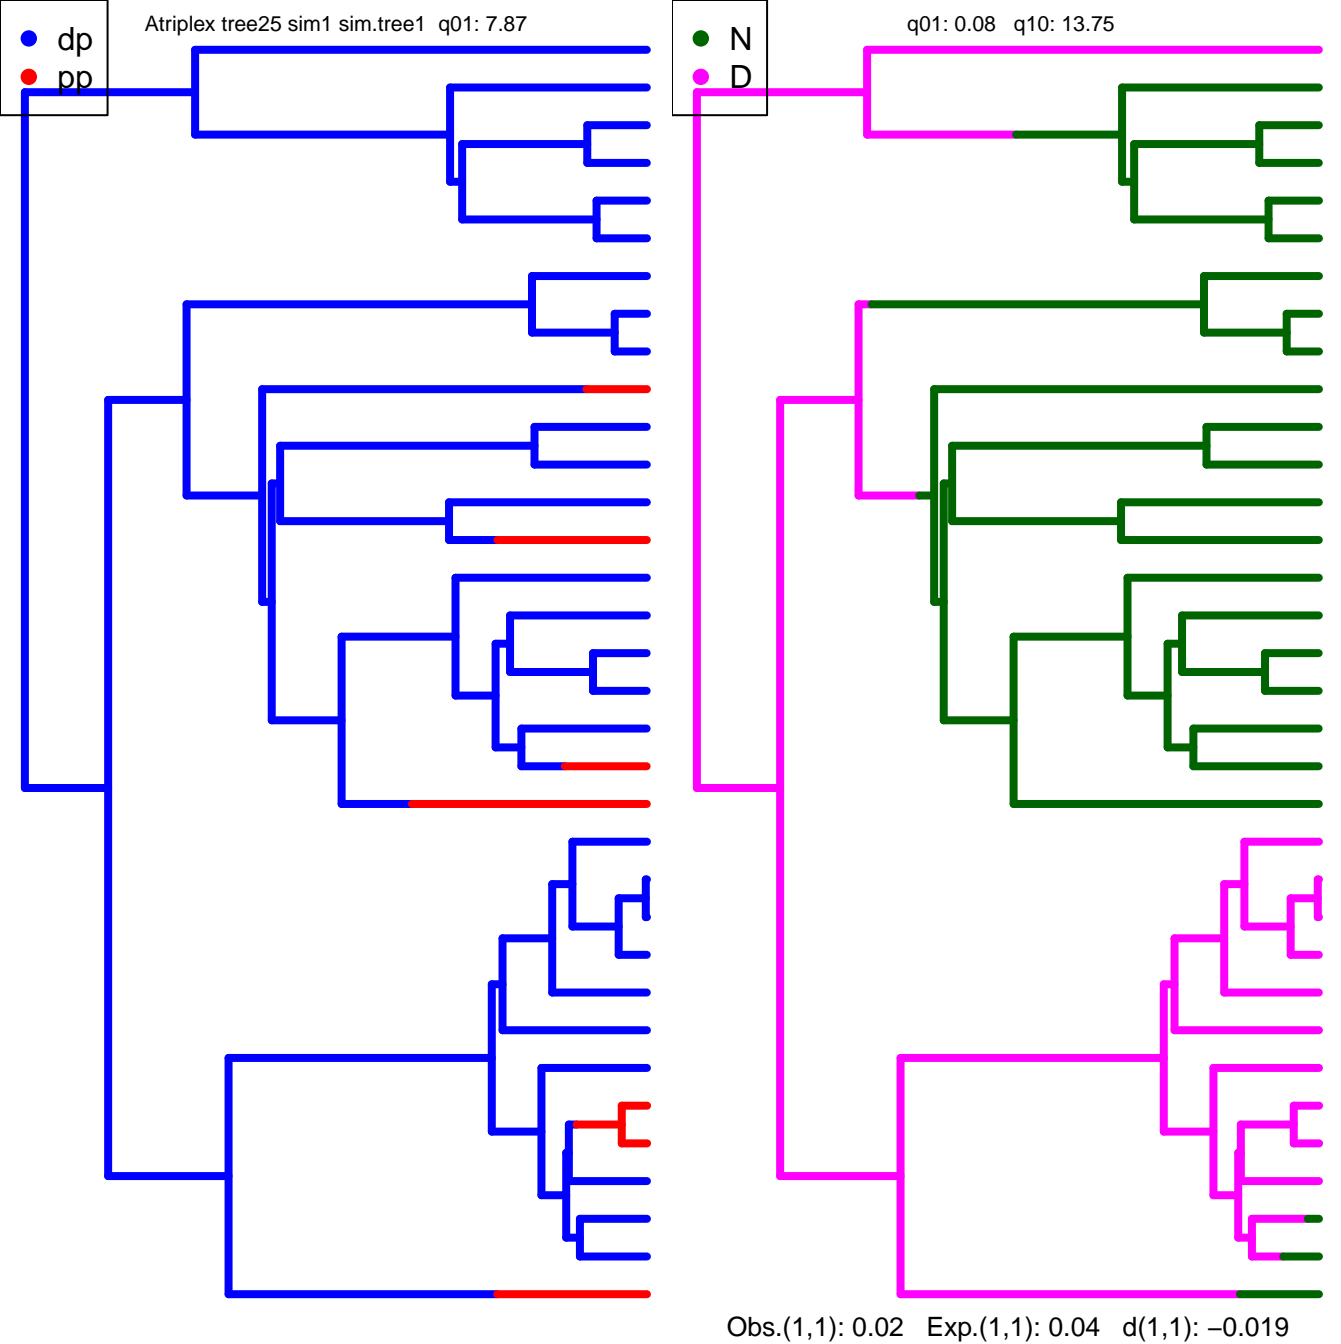 Atriplex tree25 sim1 sim.tree1 q01: 7.87
dp
pp
q01: 0.08 q10: 13.75
N
D
Obs.(1,1): 0.02 Exp.(1,1): 0.04 d(1,1): −0.019